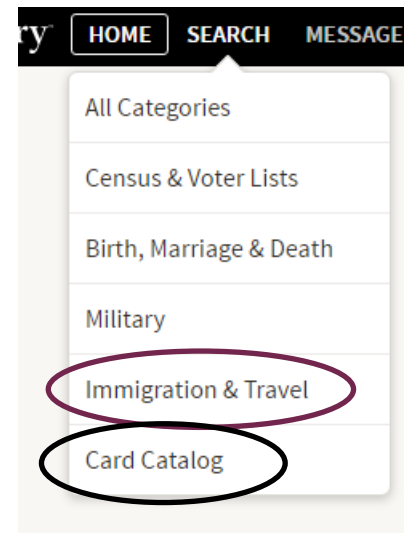 ry HOME SEARCH MESSAGE
All Categories
Census & Voter Lists
Birth, Marriage & Death
Military
Immigration & Travel
Card Catalog